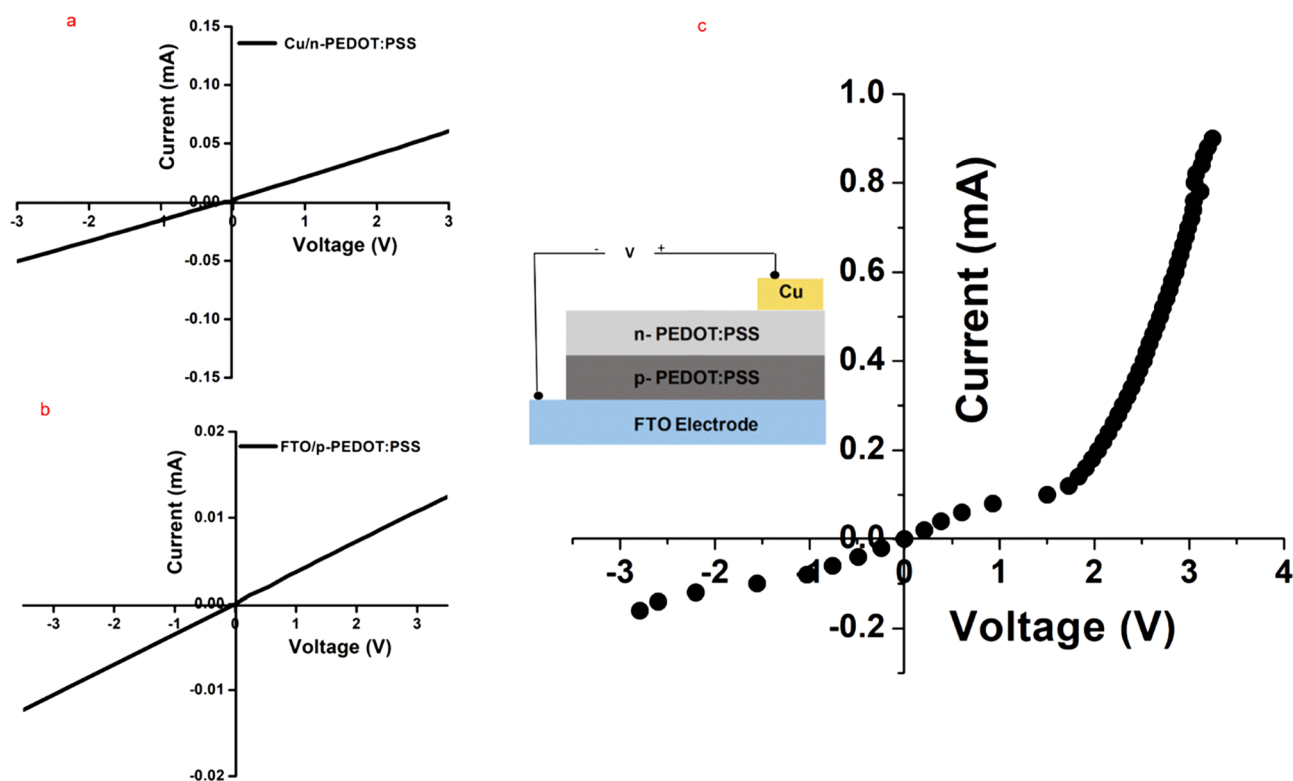 a
0.15
Cu/n-PEDOT:PSS
0.10
0.05
0.00
-0.05
-0.10
-0.15
Current (mA)
-3 -2 -1 0 1 2 3
Voltage (V)
b
0.02
FTO/p-PEDOT:PSS
0.01
0.00
-0.01
-0.02
Current (mA)
-3 -2 -1 0 1 2 3
Voltage (V)
c
- V +
Cu
n- PEDOT:PSS
p- PEDOT:PSS
FTO Electrode
1.0
0.8
0.6
0.4
0.2
0.0
-0.2
Current (mA)
-3 -2 -1 0 1 2 3 4
Voltage (V)